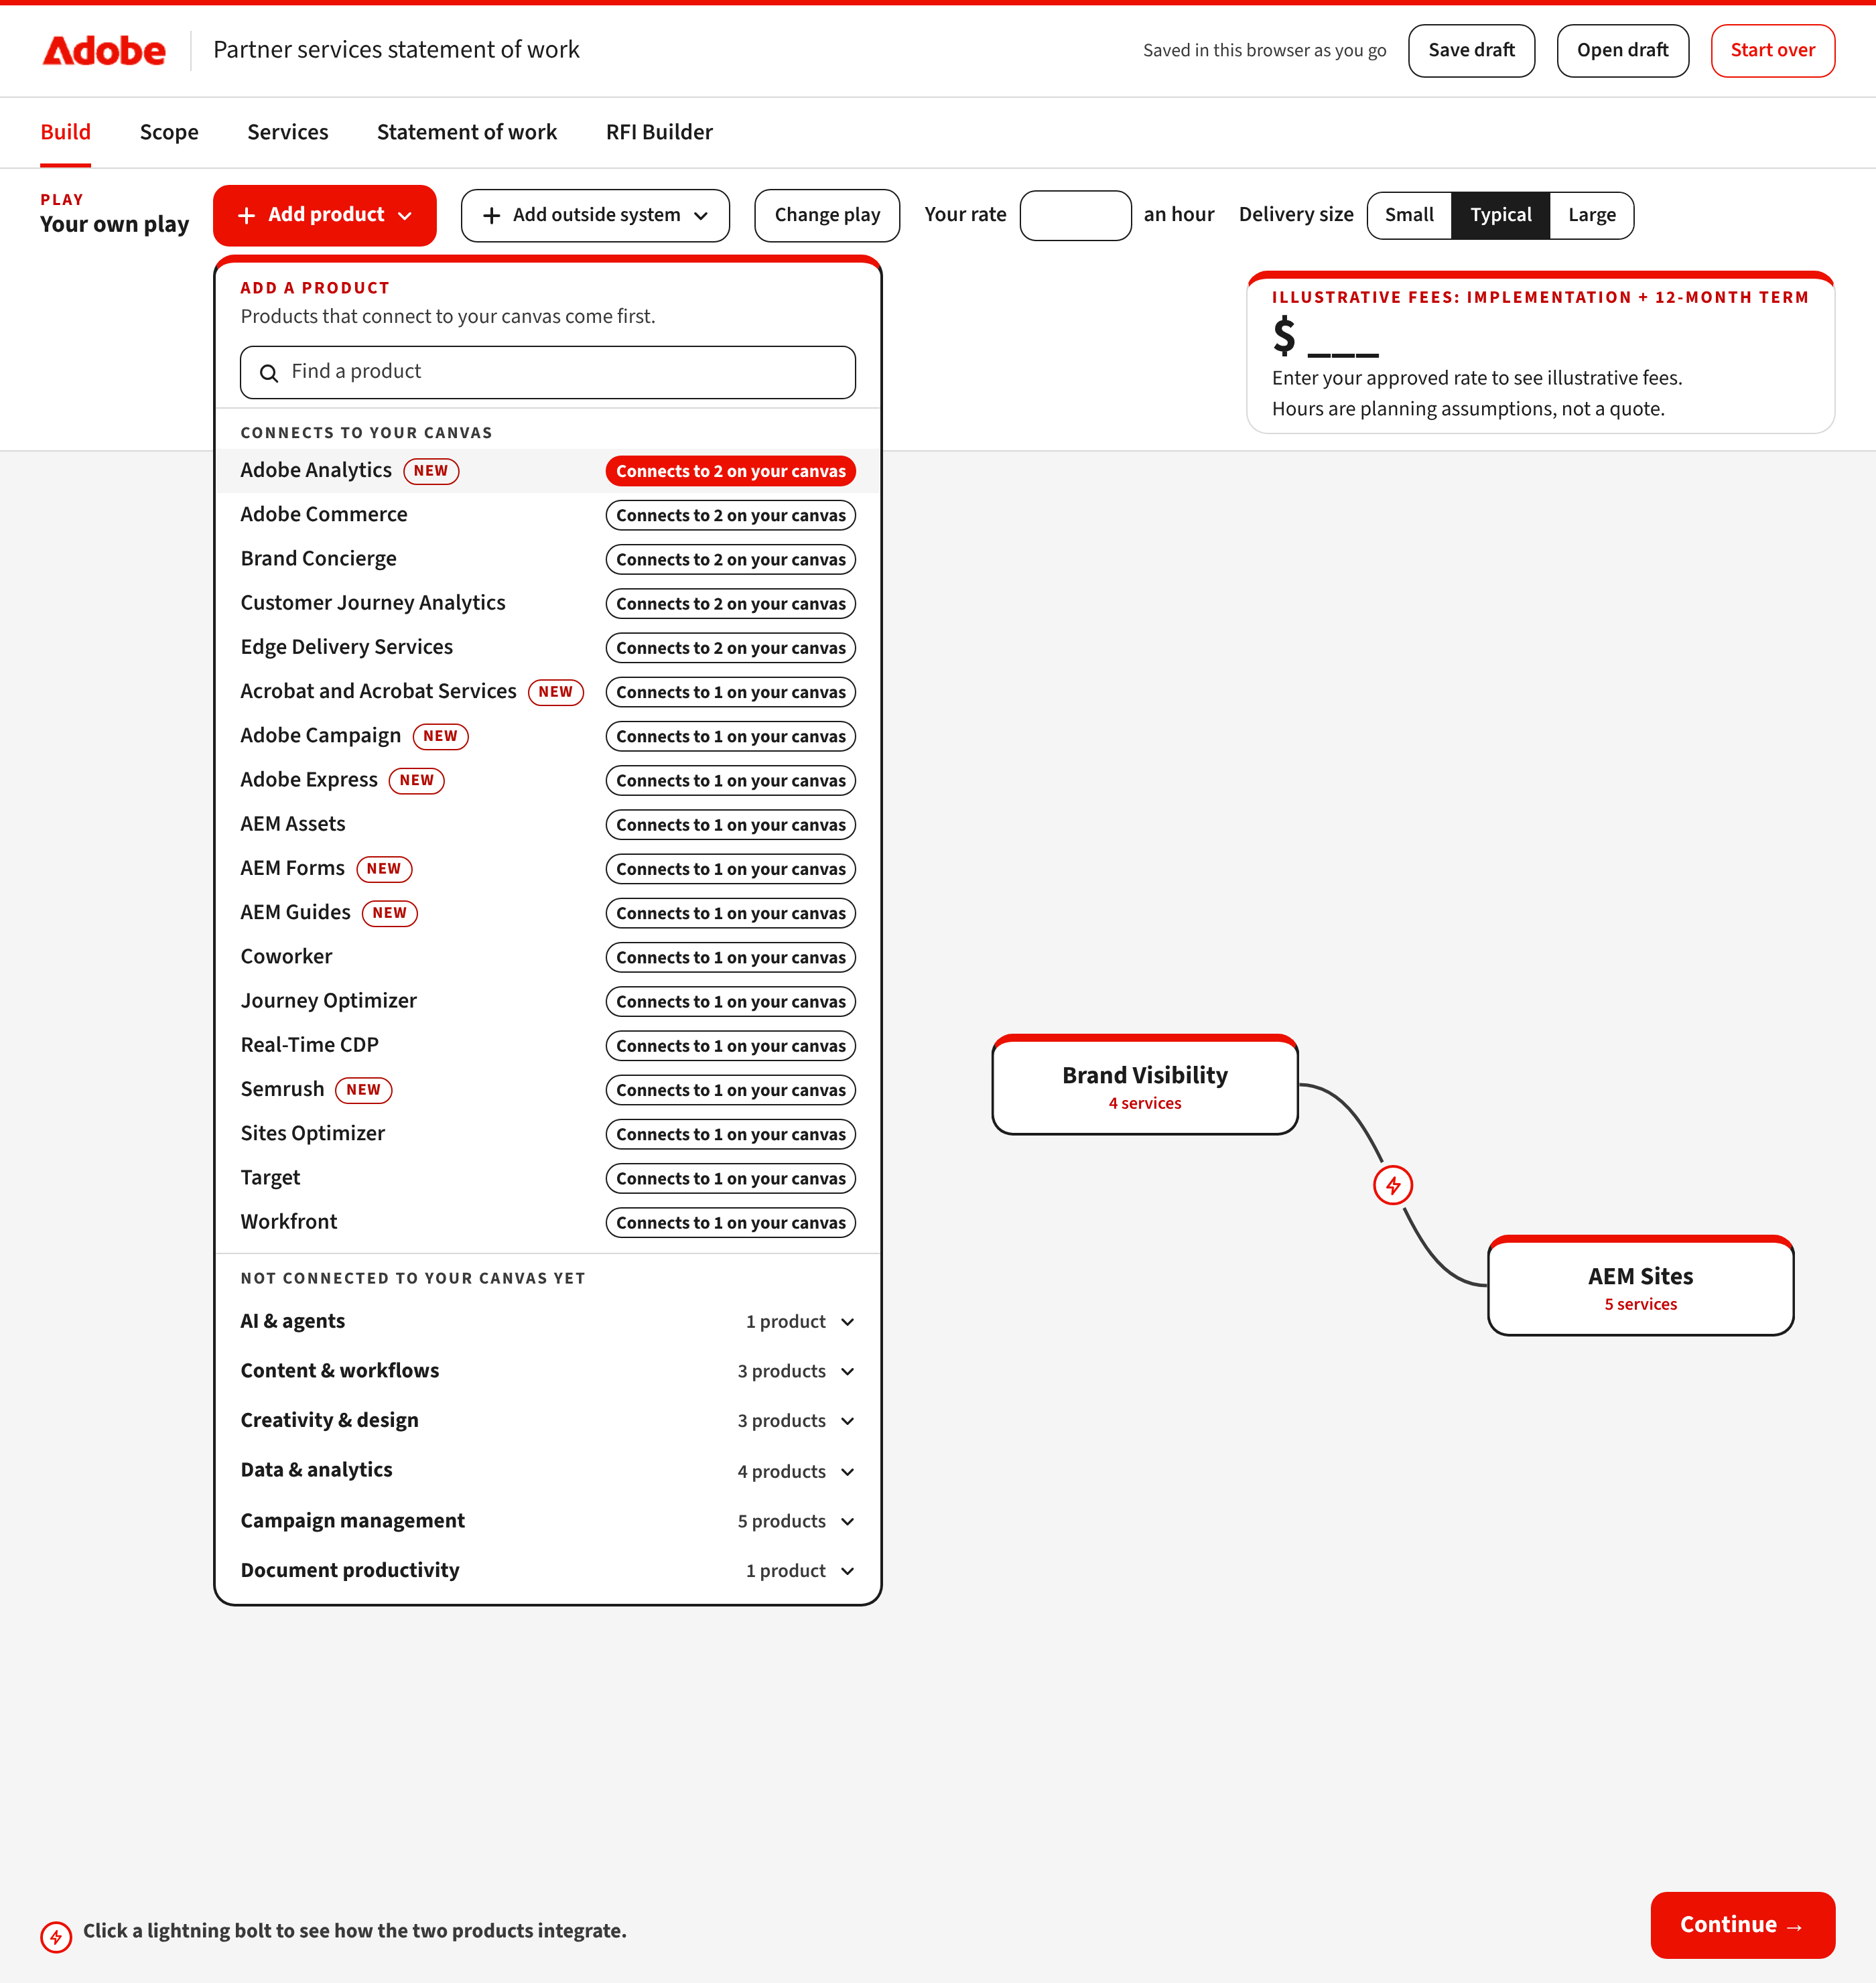 Adobe
Partner services statement of work
Saved in this browser as you go
Save draft
Open draft
Start over
Build
Scope
Services
Statement of work
RFI Builder
PLAY
Your own play
+ Add product
+ Add outside system
Change play
Your rate
an hour
Delivery size
Small
Typical
Large
ADD A PRODUCT
Products that connect to your canvas come first.
Find a product
ILLUSTRATIVE FEES: IMPLEMENTATION + 12-MONTH TERM
$ ___
Enter your approved rate to see illustrative fees.
Hours are planning assumptions, not a quote.
CONNECTS TO YOUR CANVAS
Adobe Analytics NEW Connects to 2 on your canvas
Adobe Commerce Connects to 2 on your canvas
Brand Concierge Connects to 2 on your canvas
Customer Journey Analytics Connects to 2 on your canvas
Edge Delivery Services Connects to 2 on your canvas
Acrobat and Acrobat Services NEW Connects to 1 on your canvas
Adobe Campaign NEW Connects to 1 on your canvas
Adobe Express NEW Connects to 1 on your canvas
AEM Assets Connects to 1 on your canvas
AEM Forms NEW Connects to 1 on your canvas
AEM Guides NEW Connects to 1 on your canvas
Coworker Connects to 1 on your canvas
Journey Optimizer Connects to 1 on your canvas
Real-Time CDP Connects to 1 on your canvas
Semrush NEW Connects to 1 on your canvas
Sites Optimizer Connects to 1 on your canvas
Target Connects to 1 on your canvas
Workfront Connects to 1 on your canvas
NOT CONNECTED TO YOUR CANVAS YET
AI & agents 1 product
Content & workflows 3 products
Creativity & design 3 products
Data & analytics 4 products
Campaign management 5 products
Document productivity 1 product
Brand Visibility
4 services
AEM Sites
5 services
Click a lightning bolt to see how the two products integrate.
Continue →